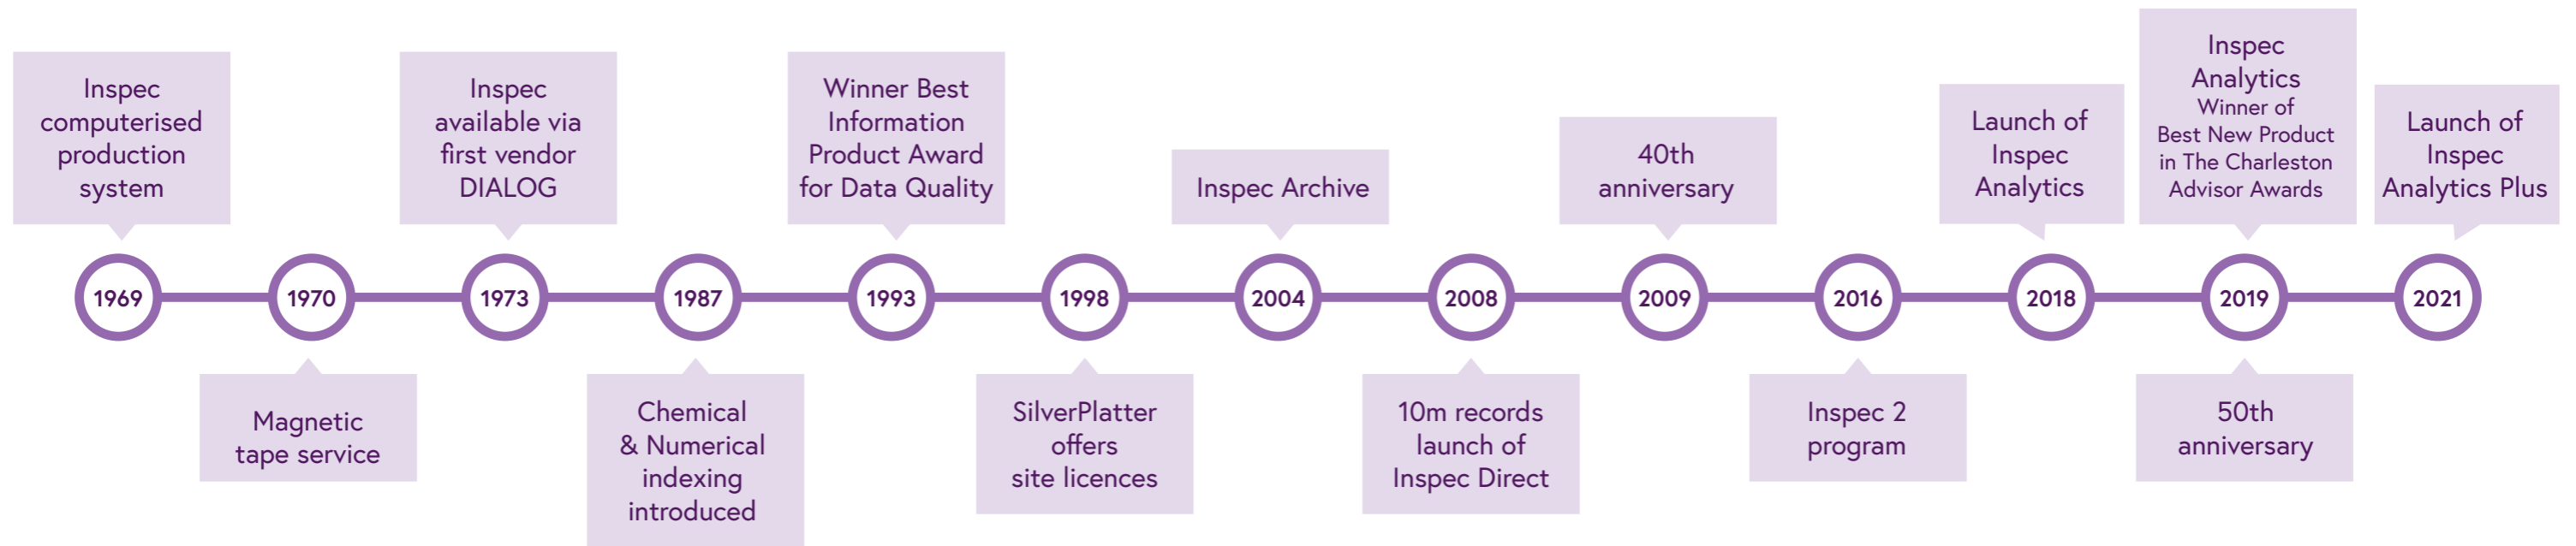 Inspec
computerised
production
system
Inspec
available via
first vendor
DIALOG
Winner Best
Information
Product Award
for Data Quality
Inspec Archive
40th
anniversary
Launch of
Inspec
Analytics
Inspec
Analytics
Winner of
Best New Product
in The Charleston
Advisor Awards
Launch of
Inspec
Analytics Plus
1969
1970
1973
1987
1993
1998
2004
2008
2009
2016
2018
2019
2021
Magnetic
tape service
Chemical
& Numerical
indexing
introduced
SilverPlatter
offers
site licences
10m records
launch of
Inspec Direct
Inspec 2
program
50th
anniversary